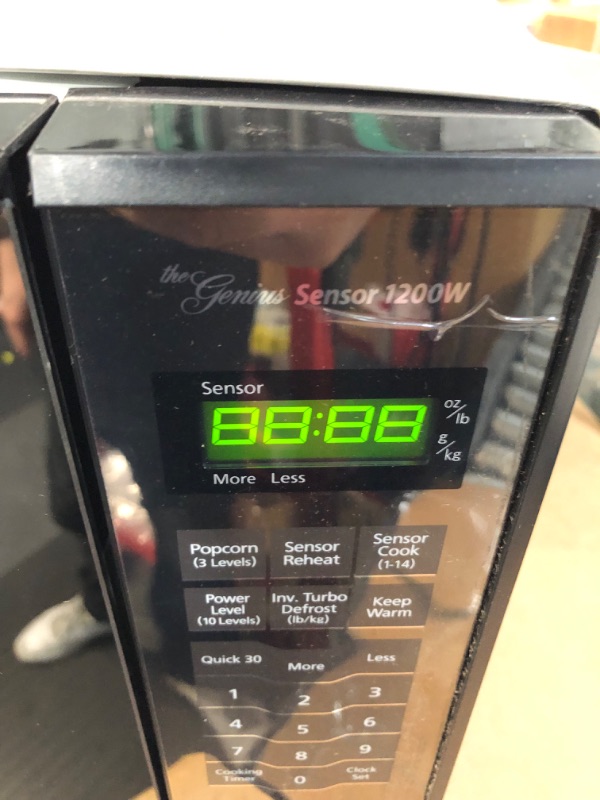 the Genius Sensor 1200W
Sensor
88:88
oz/lb
g/kg
More Less
Popcorn
(3 Levels)
Sensor
Reheat
Sensor
Cook
(1-14)
Power
Level
(10 Levels)
Inv. Turbo
Defrost
(lb/kg)
Keep
Warm
Quick 30
More
Less
1
2
3
4
5
6
7
8
9
Cooking
Timer
0
Clock
Set